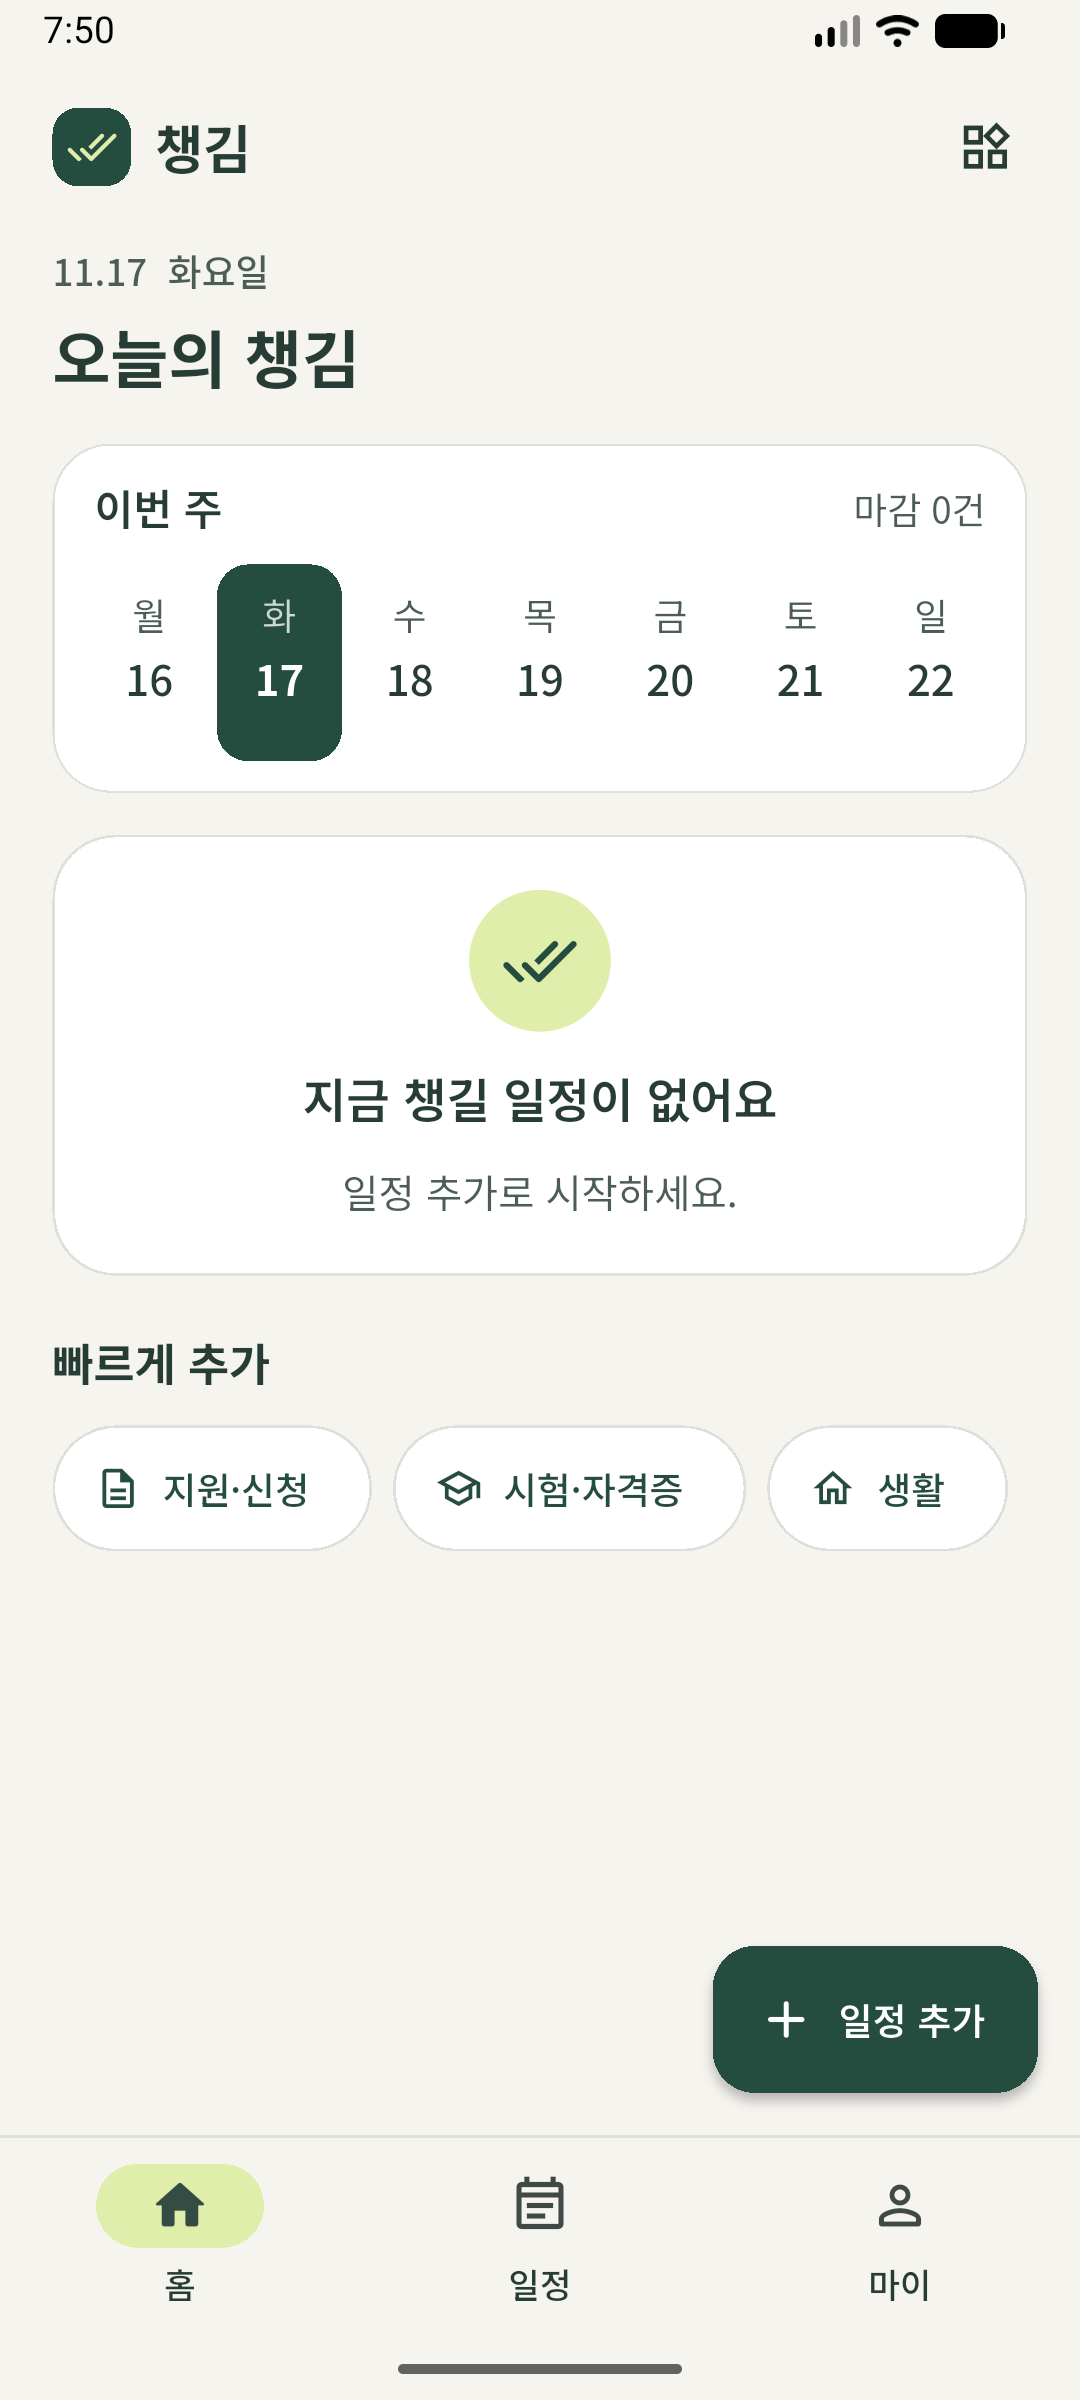 7:50
챙김
11.17 화요일
오늘의 챙김
이번 주 마감 0건
월 화 수 목 금 토 일
16 17 18 19 20 21 22
지금 챙길 일정이 없어요
일정 추가로 시작하세요.
빠르게 추가
지원·신청 시험·자격증 생활
일정 추가
홈 일정 마이